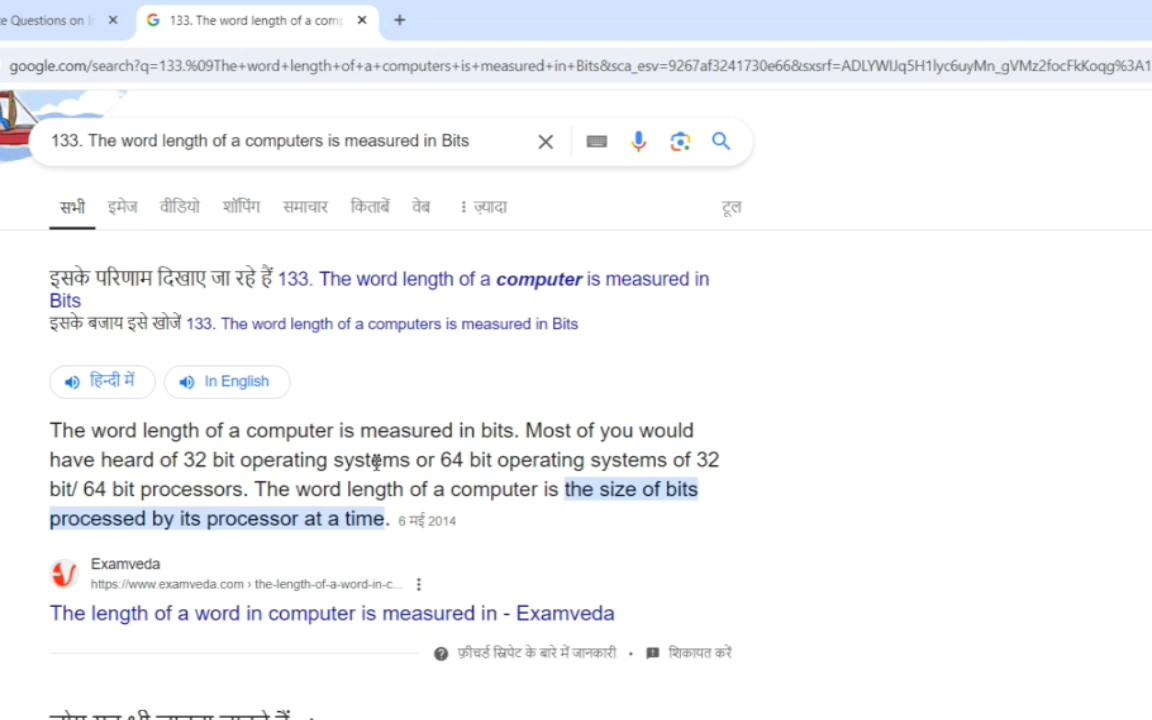 e Questions on I
133. The word length of a comp
google.com/search?q=133.%09The+word+length+of+a+computers+is+measured+in+Bits&sca_esv=9267af3241730e66&sxsrf=ADLYWIJq5H1lyc6uyMn_gVMz2focFkKoqg%3A1
133. The word length of a computers is measured in Bits
सभी इमेज वीडियो शॉपिंग समाचार किताबें वेब ज़्यादा टूल
इसके परिणाम दिखाए जा रहे हैं 133. The word length of a computer is measured in
Bits
इसके बजाय इसे खोजें 133. The word length of a computers is measured in Bits
हिन्दी में In English
The word length of a computer is measured in bits. Most of you would
have heard of 32 bit operating systems or 64 bit operating systems of 32
bit/ 64 bit processors. The word length of a computer is the size of bits
processed by its processor at a time. 6 मई 2014
Examveda
https://www.examveda.com › the-length-of-a-word-in-c...
The length of a word in computer is measured in - Examveda
फ़ीचर्ड स्निपेट के बारे में जानकारी • शिकायत करें